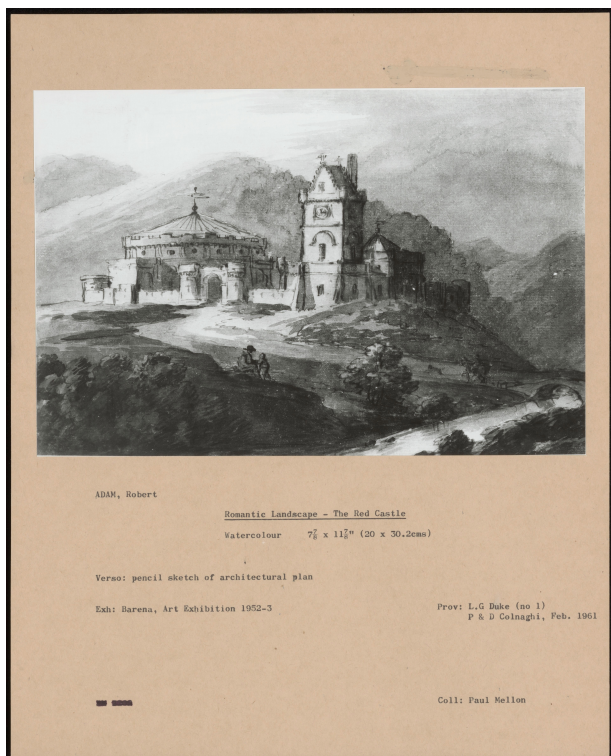 ADAM, Robert
Romantic Landscape - The Red Castle
Watercolour 7⅞ x 11⅞" (20 x 30.2cms)
Verso: pencil sketch of architectural plan
Exh: Barena, Art Exhibition 1952-3
Prov: L.G Duke (no 1)
P & D Colnaghi, Feb. 1961
Coll: Paul Mellon